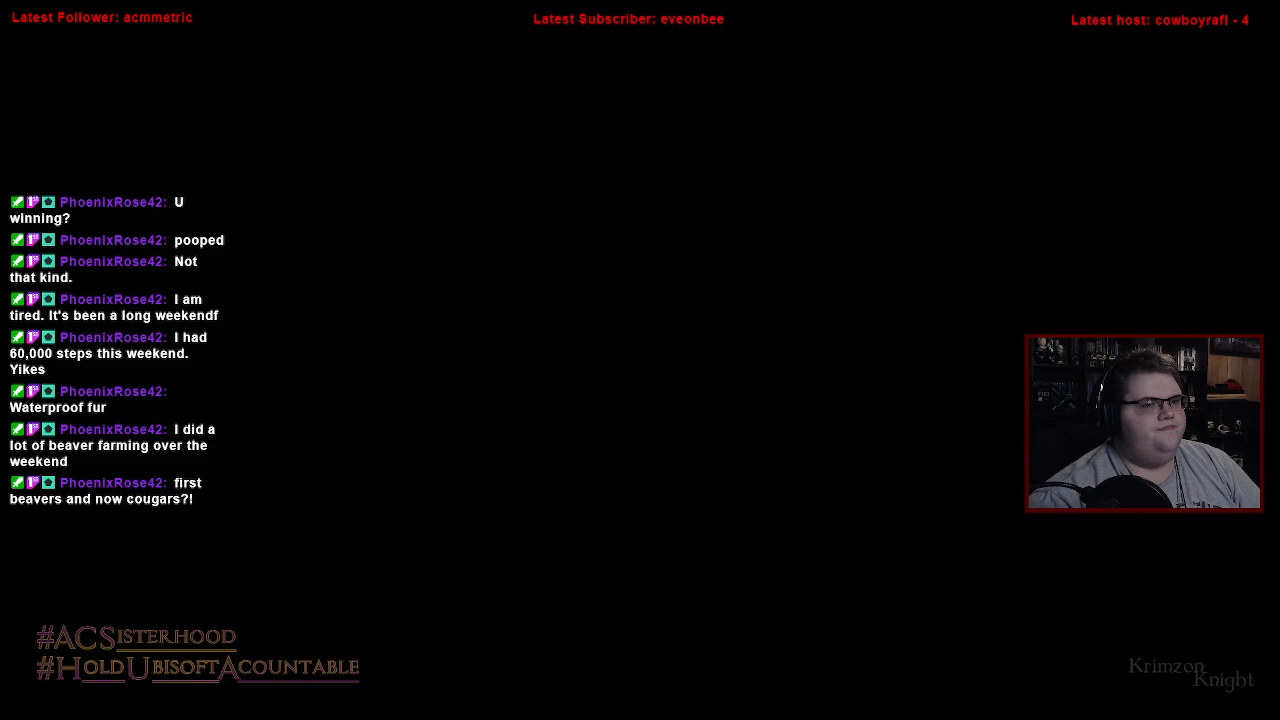 Latest Follower: acmmetric
Latest Subscriber: eveonbee
Latest host: cowboyrafl - 4
PhoenixRose42: U
winning?
PhoenixRose42: pooped
PhoenixRose42: Not
that kind.
PhoenixRose42: I am
tired. It's been a long weekendf
PhoenixRose42: I had
60,000 steps this weekend.
Yikes
PhoenixRose42:
Waterproof fur
PhoenixRose42: I did a
lot of beaver farming over the
weekend
PhoenixRose42: first
beavers and now cougars?!
#ACSisterhood
#HoldUbisoftAcountable
Krimzon
Knight